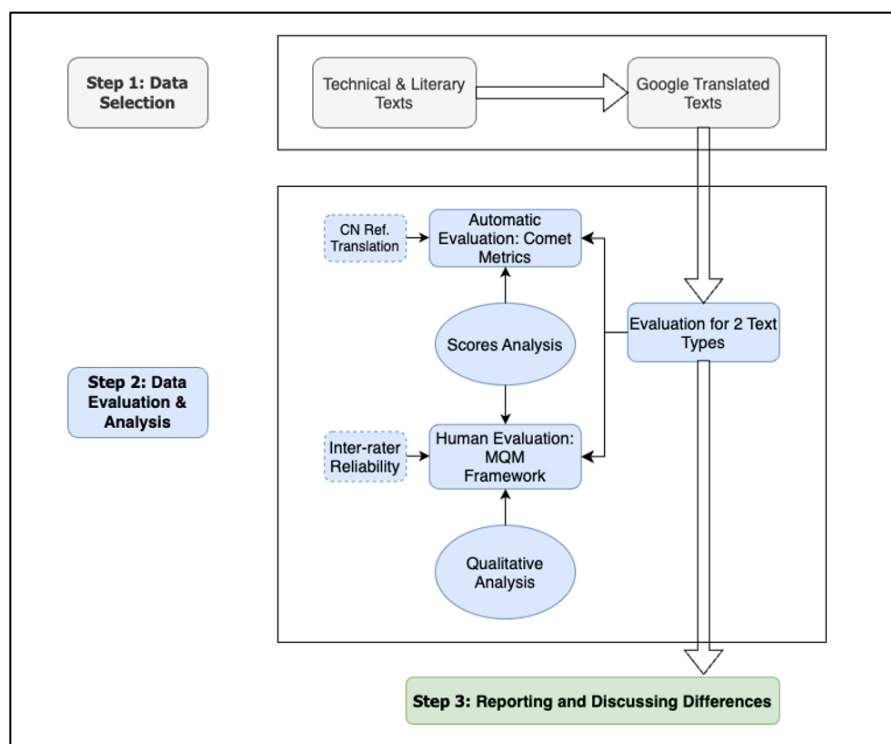 Step 1: Data
Selection
Technical & Literary
Texts
Google Translated
Texts
CN Ref.
Translation
Automatic
Evaluation: Comet
Metrics
Evaluation for 2 Text
Types
Scores Analysis
Step 2: Data
Evaluation &
Analysis
Inter-rater
Reliability
Human Evaluation:
MQM
Framework
Qualitative
Analysis
Step 3: Reporting and Discussing Differences